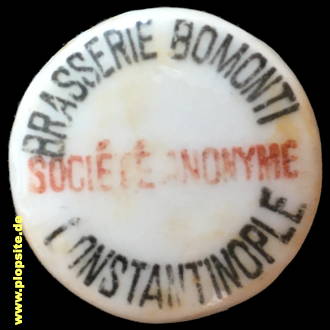 BRASSERIE BOMONTI
SOCIÉTÉ ANONYME
CONSTANTINOPLE
www.plopsite.de